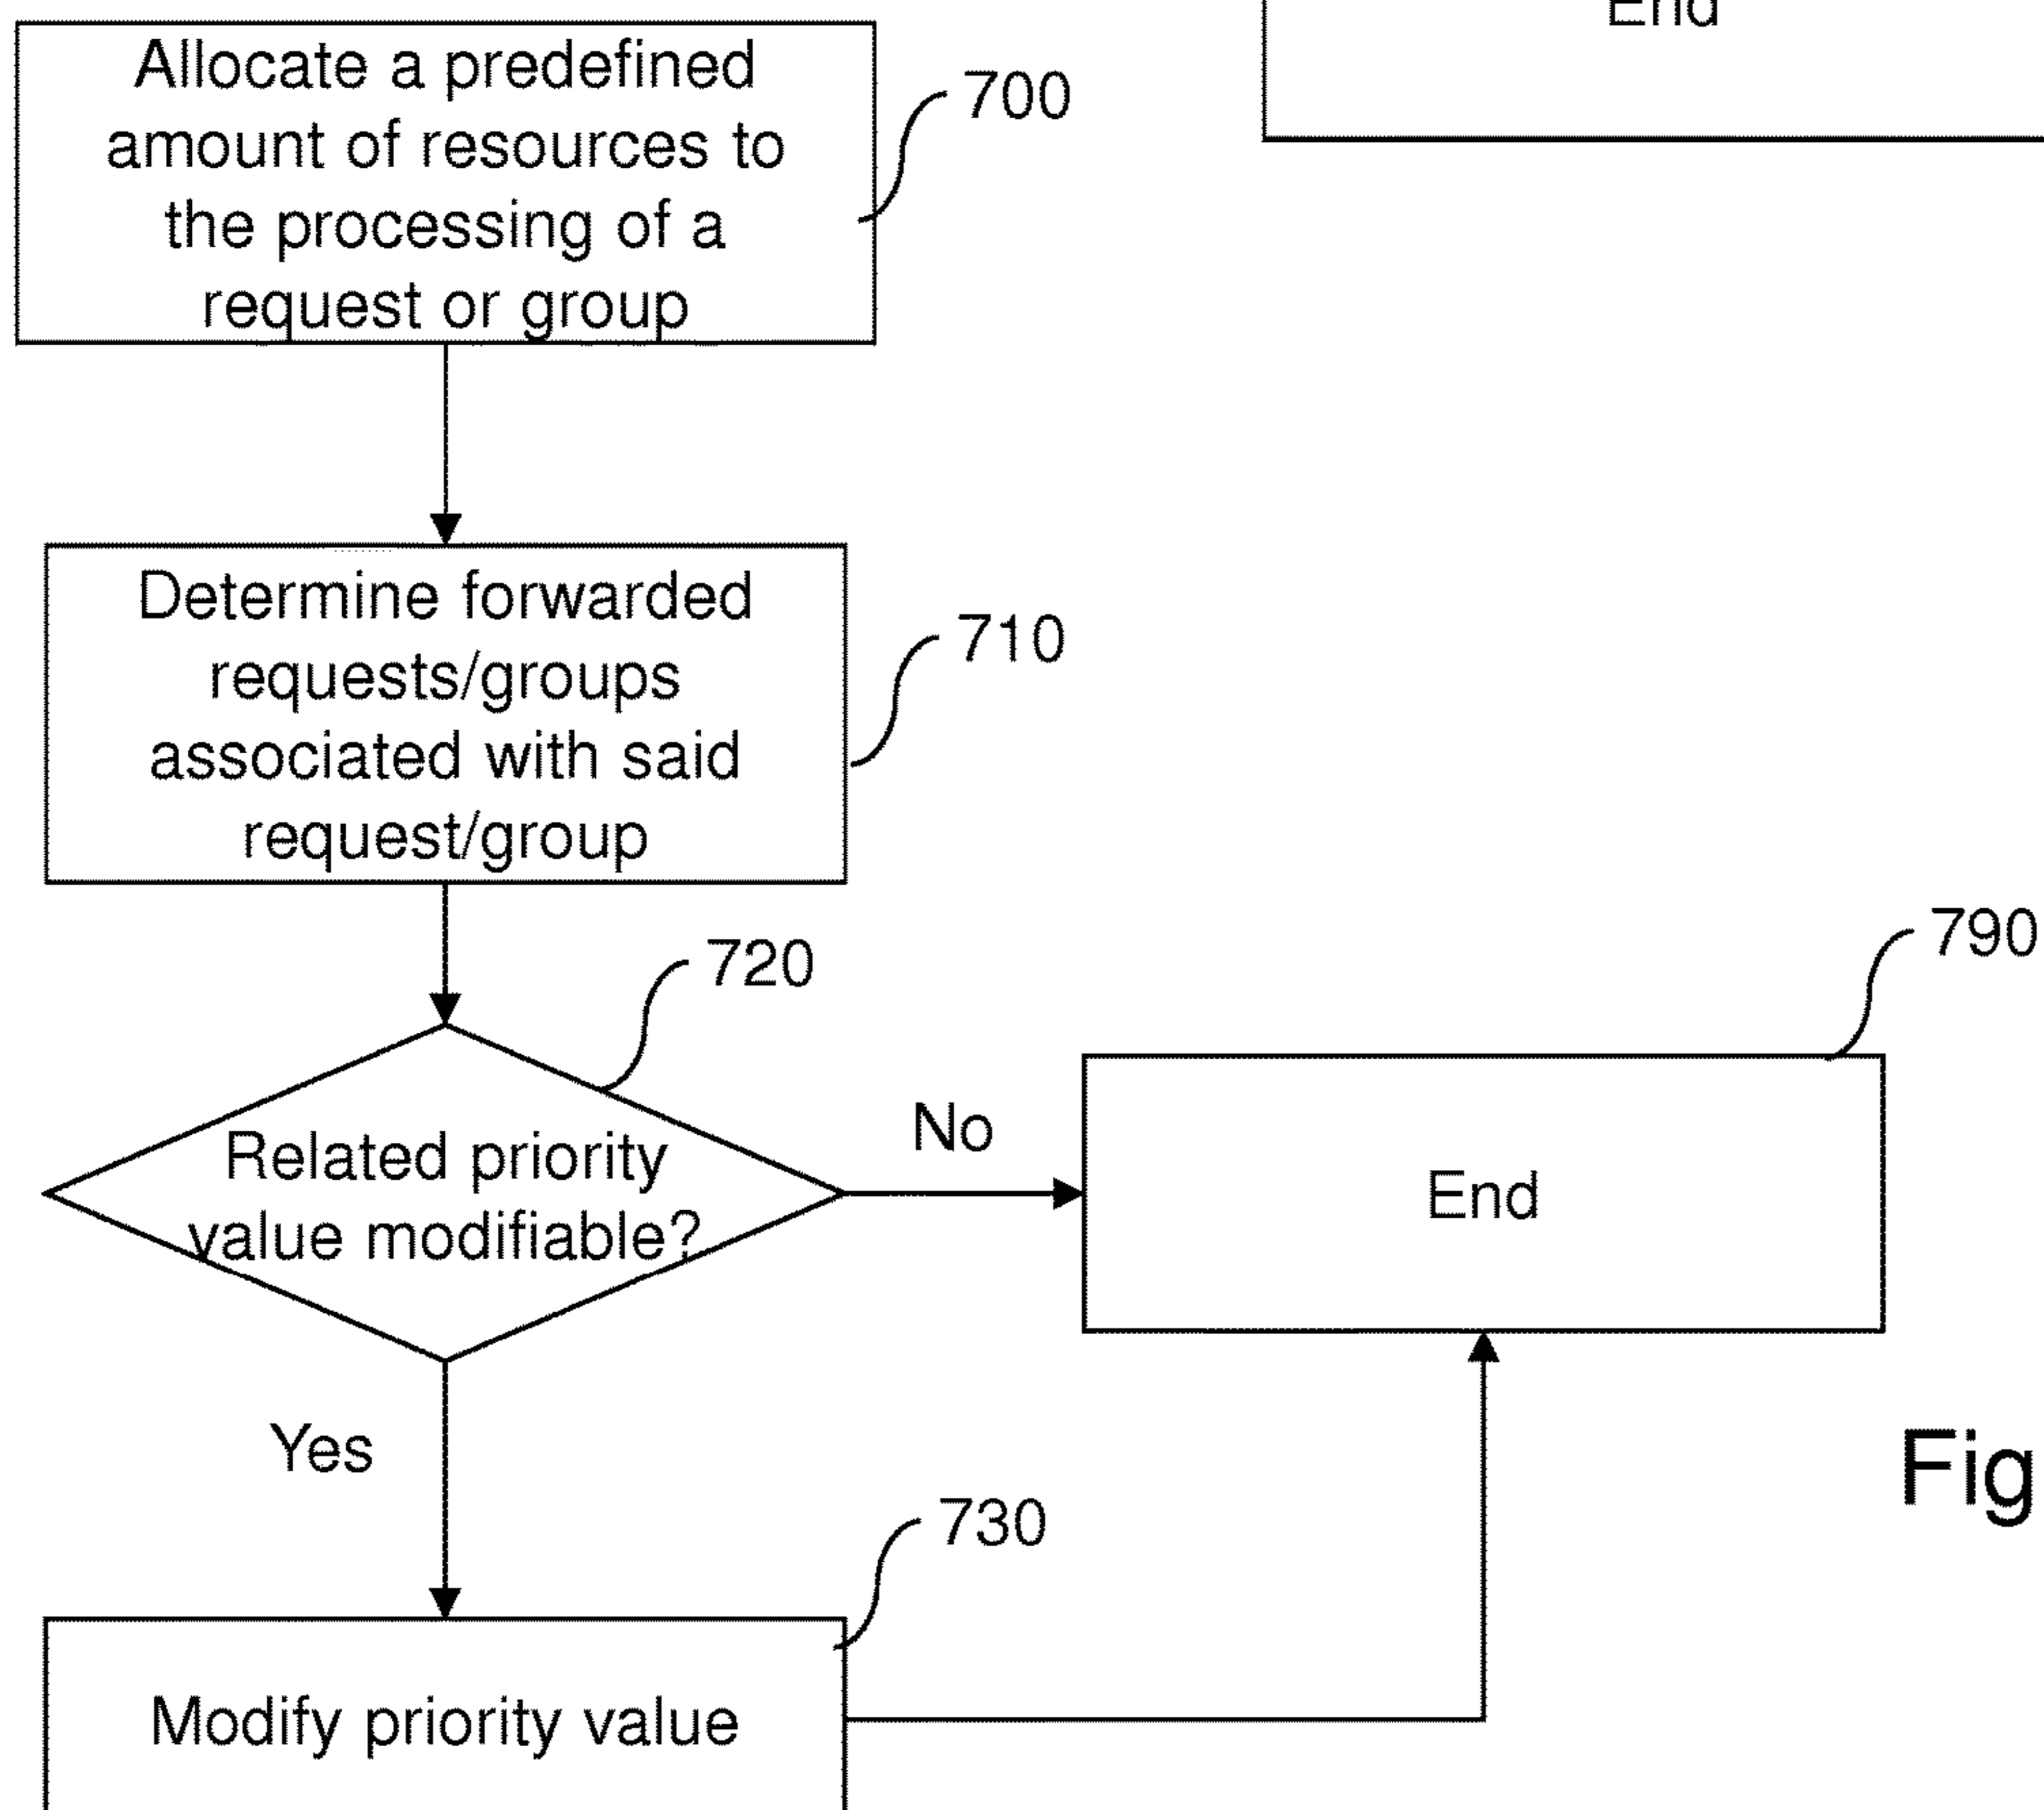 End
Allocate a predefined
amount of resources to
the processing of a
request or group
700
Determine forwarded
requests/groups
associated with said
request/group
710
720
790
Related priority
value modifiable?
No
End
Yes
Fig
730
Modify priority value